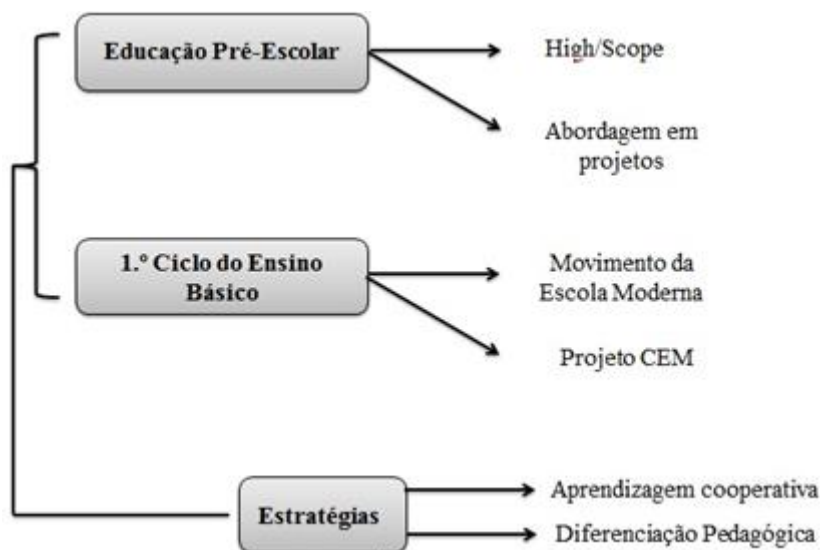 Educação Pré-Escolar
High/Scope
Abordagem em
projetos
1.º Ciclo do Ensino
Básico
Movimento da
Escola Moderna
Projeto CEM
Estratégias
Aprendizagem cooperativa
Diferenciação Pedagógica